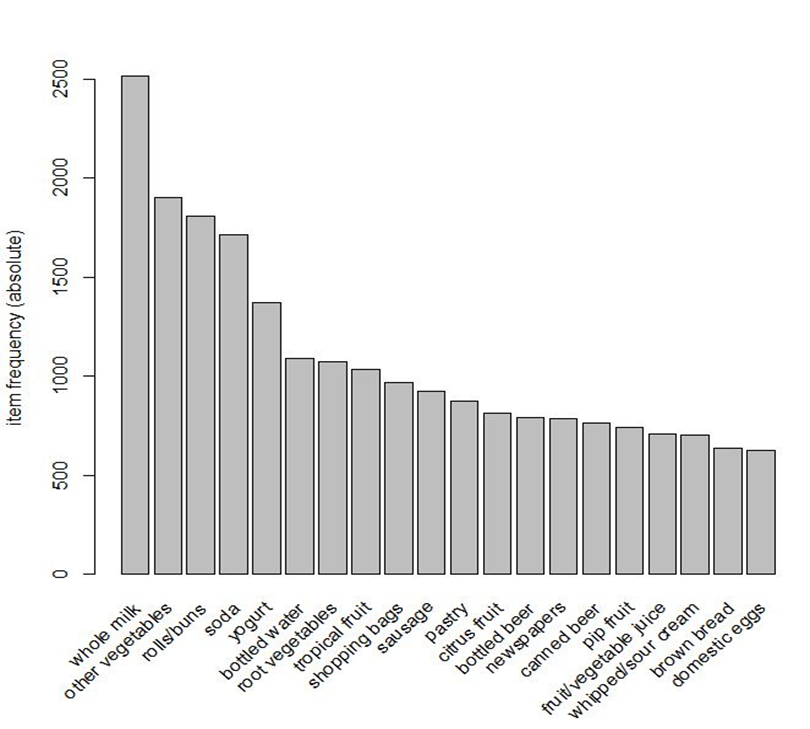 item frequency (absolute)
2500
2000
1500
1000
500
0
whole milk
other vegetables
rolls/buns
soda
yogurt
bottled water
root vegetables
tropical fruit
shopping bags
sausage
pastry
citrus fruit
bottled beer
newspapers
canned beer
pip fruit
fruit/vegetable juice
whipped/sour cream
brown bread
domestic eggs